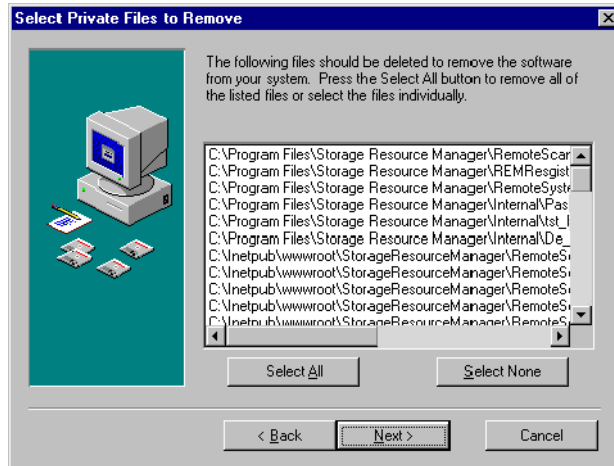 Select Private Files to Remove
The following files should be deleted to remove the software
from your system. Press the Select All button to remove all of
the listed files or select the files individually.
C:\Program Files\Storage Resource Manager\RemoteScan
C:\Program Files\Storage Resource Manager\REMResgist
C:\Program Files\Storage Resource Manager\RemoteSyste
C:\Program Files\Storage Resource Manager\Internal\Pas
C:\Program Files\Storage Resource Manager\Internal\tst_
C:\Program Files\Storage Resource Manager\Internal\De_
C:\Inetpub\wwwroot\StorageResourceManager\RemoteS
C:\Inetpub\wwwroot\StorageResourceManager\RemoteS
C:\Inetpub\wwwroot\StorageResourceManager\RemoteS
C:\Inetpub\wwwroot\StorageResourceManager\RemoteS
C:\Inetpub\wwwroot\StorageResourceManager\RemoteS
Select All
Select None
< Back
Next >
Cancel